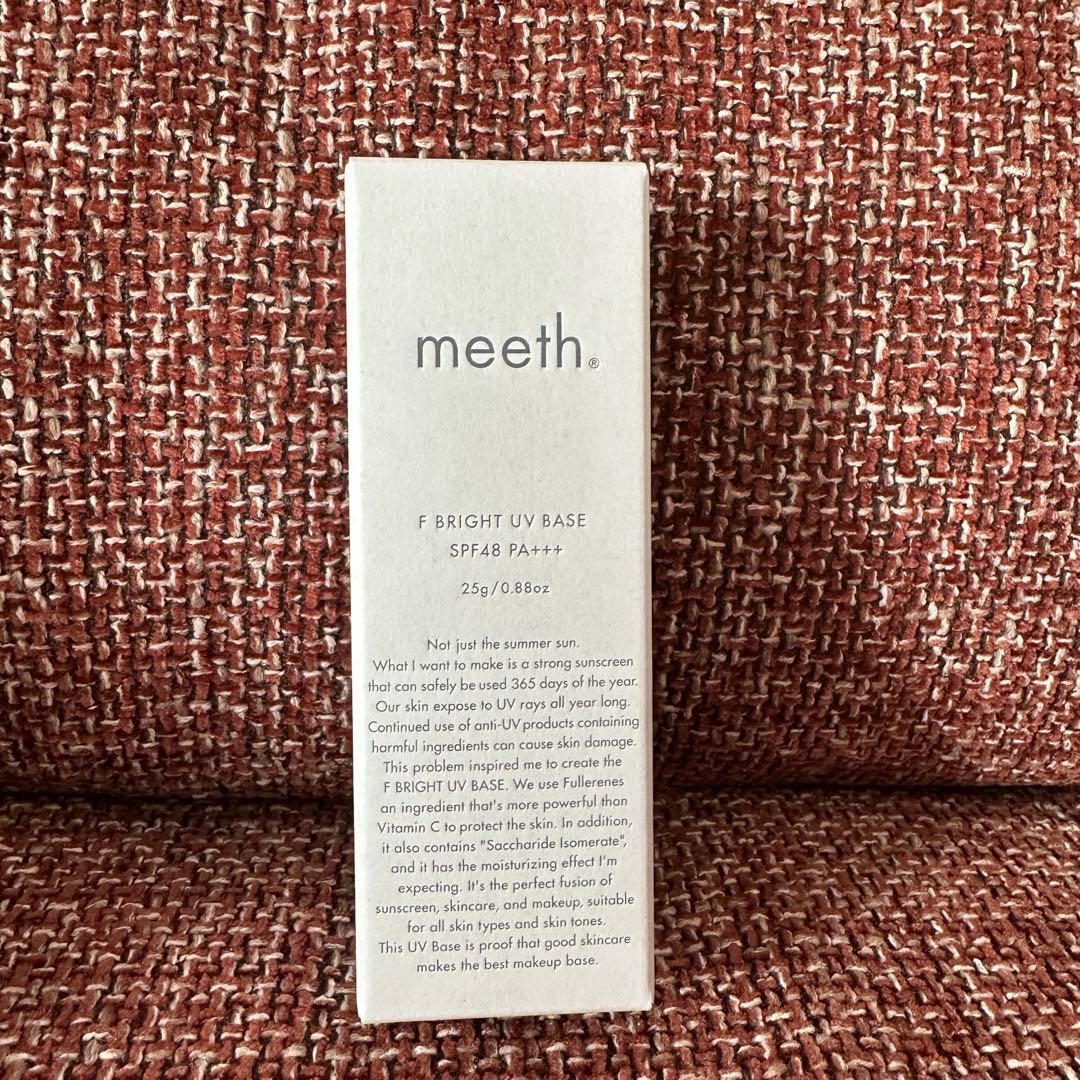 meeth®
F BRIGHT UV BASE
SPF48 PA+++
25g/0.88oz
Not just the summer sun.
What I want to make is a strong sunscreen
that can safely be used 365 days of the year.
Our skin expose to UV rays all year long.
Continued use of anti-UV products containing
harmful ingredients can cause skin damage.
This problem inspired me to create the
F BRIGHT UV BASE. We use Fullerenes
an ingredient that's more powerful than
Vitamin C to protect the skin. In addition,
it also contains "Saccharide Isomerate",
and it has the moisturizing effect I'm
expecting. It's the perfect fusion of
sunscreen, skincare, and makeup, suitable
for all skin types and skin tones.
This UV Base is proof that good skincare
makes the best makeup base.